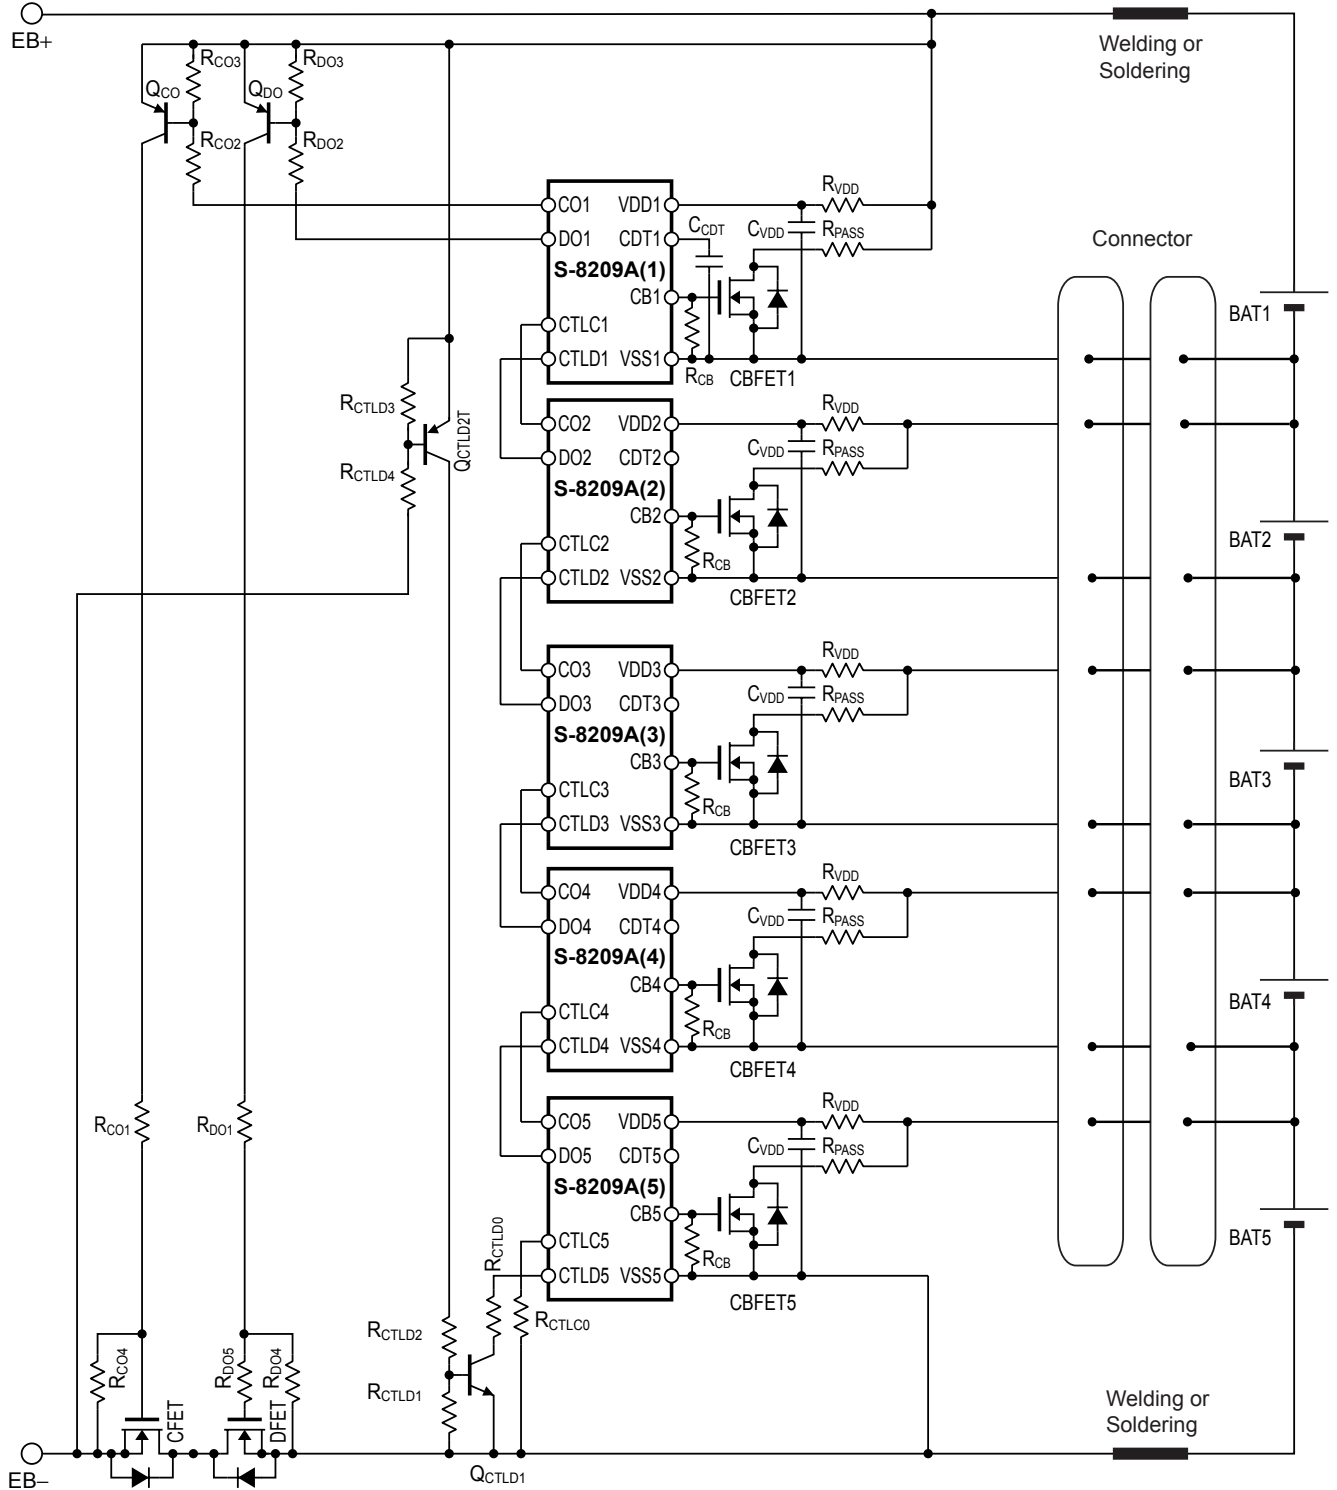 EB+
Welding or
Soldering
RCO3
RDO3
QCO
QDO
RCO2
RDO2
RVDD
CO1
VDD1
DO1
CDT1
CCDT
CVDD
RPASS
S-8209A(1)
CB1
CTLC1
CTLD1
VSS1
RCB
CBFET1
Connector
BAT1
RCTLD3
RCTLD4
QCTLD2T
RVDD
CO2
VDD2
DO2
CDT2
CVDD
RPASS
S-8209A(2)
CB2
CTLC2
CTLD2
VSS2
RCB
CBFET2
BAT2
RVDD
CO3
VDD3
DO3
CDT3
CVDD
RPASS
S-8209A(3)
CB3
CTLC3
CTLD3
VSS3
RCB
CBFET3
BAT3
RVDD
CO4
VDD4
DO4
CDT4
CVDD
RPASS
S-8209A(4)
CB4
CTLC4
CTLD4
VSS4
RCB
CBFET4
BAT4
RCO1
RDO1
RVDD
CO5
VDD5
DO5
CDT5
CVDD
RPASS
S-8209A(5)
CB5
CTLC5
CTLD5
VSS5
RCB
CBFET5
BAT5
RCTLD0
RCTLC0
RCTLD2
RCTLD1
RCO4
CFET
RDO5
RDO4
DFET
QCTLD1
Welding or
Soldering
EB–